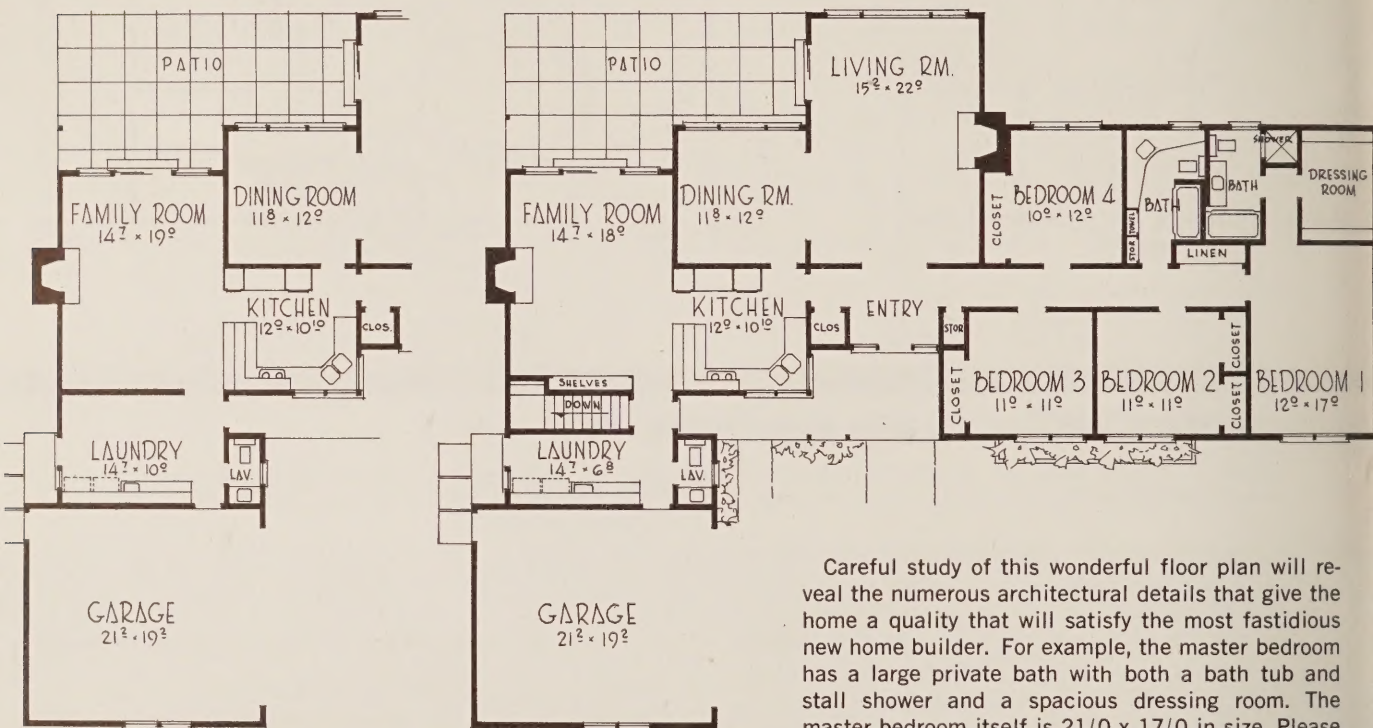 PATIO
FAMILY ROOM
14⁷ × 19⁰
DINING ROOM
11⁸ × 12⁰
KITCHEN
12⁰ × 10¹⁰
CLOS.
LAUNDRY
14⁷ × 10⁰
LAV.
GARAGE
21² × 19²
PATIO
LIVING RM.
15² × 22⁰
FAMILY ROOM
14⁷ × 18⁰
DINING RM.
11⁸ × 12⁰
KITCHEN
12⁰ × 10¹⁰
CLOS
ENTRY
STOR
SHELVES
DOWN
LAUNDRY
14⁷ × 6⁸
LAV.
GARAGE
21² × 19²
CLOSET
BEDROOM 4
10⁰ × 12⁰
STOR
TOWEL
BATH
SHOWER
BATH
DRESSING
ROOM
LINEN
CLOSET
BEDROOM 3
11⁰ × 11⁰
BEDROOM 2
11⁰ × 11⁰
CLOSET
CLOSET
BEDROOM 1
12⁰ × 17⁰
Careful study of this wonderful floor plan will re-
veal the numerous architectural details that give the
home a quality that will satisfy the most fastidious
new home builder. For example, the master bedroom
has a large private bath with both a bath tub and
stall shower and a spacious dressing room. The
master bedroom itself is 21/0 x 17/0 in size. Please